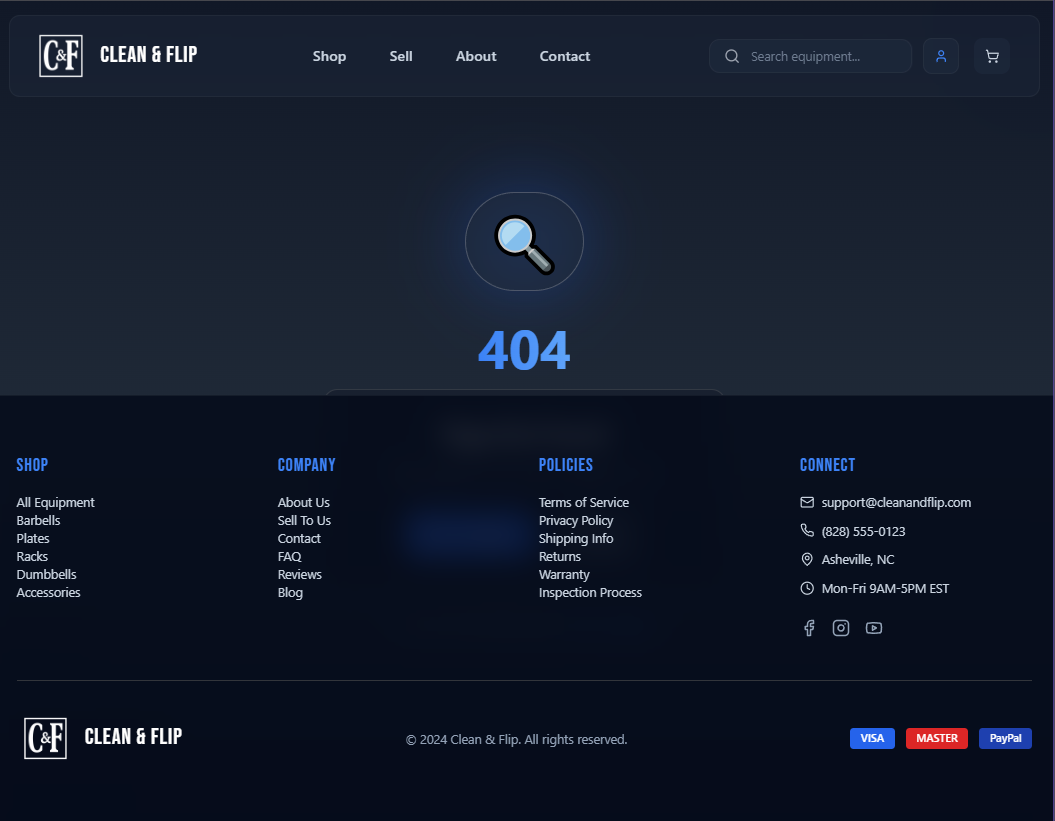 C&F
CLEAN & FLIP
Shop
Sell
About
Contact
Search equipment...
404
SHOP
All Equipment
Barbells
Plates
Racks
Dumbbells
Accessories
COMPANY
About Us
Sell To Us
Contact
FAQ
Reviews
Blog
POLICIES
Terms of Service
Privacy Policy
Shipping Info
Returns
Warranty
Inspection Process
CONNECT
support@cleanandflip.com
(828) 555-0123
Asheville, NC
Mon-Fri 9AM-5PM EST
C&F
CLEAN & FLIP
© 2024 Clean & Flip. All rights reserved.
VISA
MASTER
PayPal